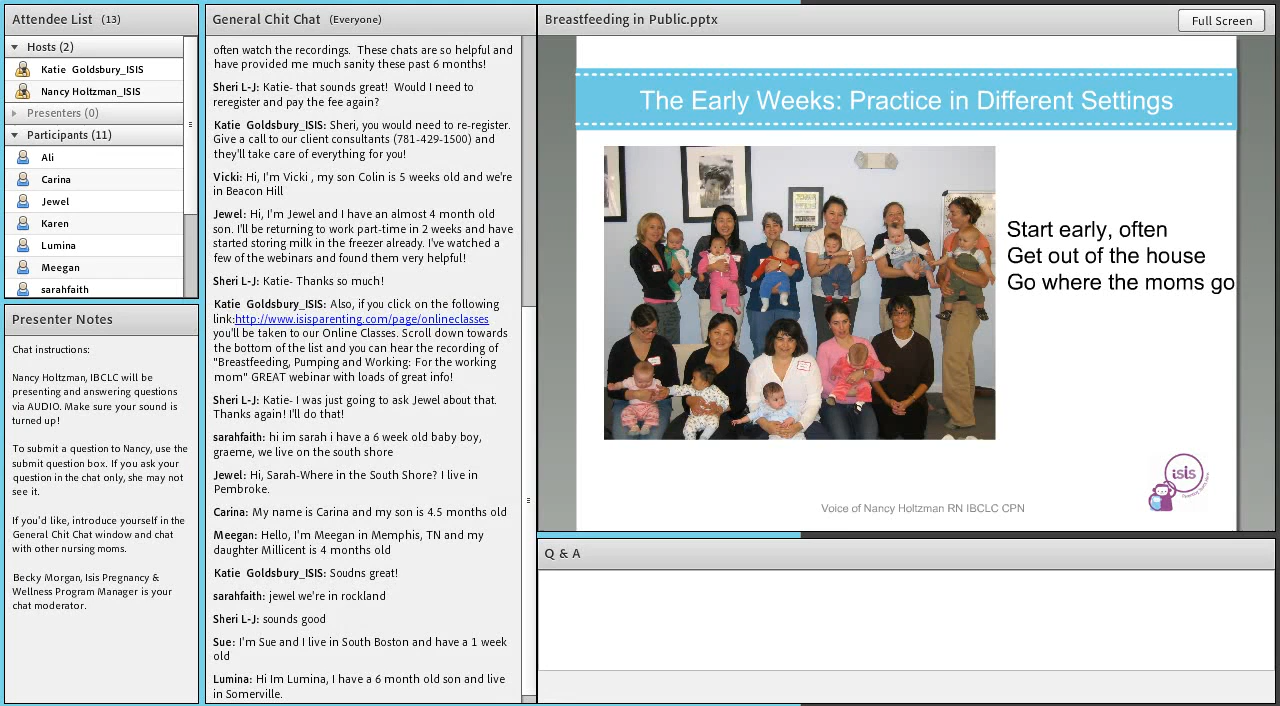 Attendee List (13)
Hosts (2)
Katie Goldsbury_ISIS
Nancy Holtzman_ISIS
Presenters (0)
Participants (11)
Ali
Carina
Jewel
Karen
Lumina
Meegan
sarahfaith
Presenter Notes
Chat instructions:
Nancy Holtzman, IBCLC will be
presenting and answering questions
via AUDIO. Make sure your sound is
turned up!
To submit a question to Nancy, use the
submit question box. If you ask your
question in the chat only, she may not
see it.
If you'd like, introduce yourself in the
General Chit Chat window and chat
with other nursing moms.
Becky Morgan, Isis Pregnancy &
Wellness Program Manager is your
chat moderator.
General Chit Chat (Everyone)
often watch the recordings. These chats are so helpful and
have provided me much sanity these past 6 months!
Sheri L-J: Katie- that sounds great! Would I need to
reregister and pay the fee again?
Katie Goldsbury_ISIS: Sheri, you would need to re-register.
Give a call to our client consultants (781-429-1500) and
they'll take care of everything for you!
Vicki: Hi, I'm Vicki , my son Colin is 5 weeks old and we're
in Beacon Hill
Jewel: Hi, I'm Jewel and I have an almost 4 month old
son. I'll be returning to work part-time in 2 weeks and have
started storing milk in the freezer already. I've watched a
few of the webinars and found them very helpful!
Sheri L-J: Katie- Thanks so much!
Katie Goldsbury_ISIS: Also, if you click on the following
link:http://www.isisparenting.com/page/onlineclasses
you'll be taken to our Online Classes. Scroll down towards
the bottom of the list and you can hear the recording of
"Breastfeeding, Pumping and Working: For the working
mom" GREAT webinar with loads of great info!
Sheri L-J: Katie- I was just going to ask Jewel about that.
Thanks again! I'll do that!
sarahfaith: hi im sarah i have a 6 week old baby boy,
graeme, we live on the south shore
Jewel: Hi, Sarah-Where in the South Shore? I live in
Pembroke.
Carina: My name is Carina and my son is 4.5 months old
Meegan: Hello, I'm Meegan in Memphis, TN and my
daughter Millicent is 4 months old
Katie Goldsbury_ISIS: Soudns great!
sarahfaith: jewel we're in rockland
Sheri L-J: sounds good
Sue: I'm Sue and I live in South Boston and have a 1 week
old
Lumina: Hi Im Lumina, I have a 6 month old son and live
in Somerville.
Breastfeeding in Public.pptx
Full Screen
The Early Weeks: Practice in Different Settings
Start early, often
Get out of the house
Go where the moms go
isis
Voice of Nancy Holtzman RN IBCLC CPN
Q & A